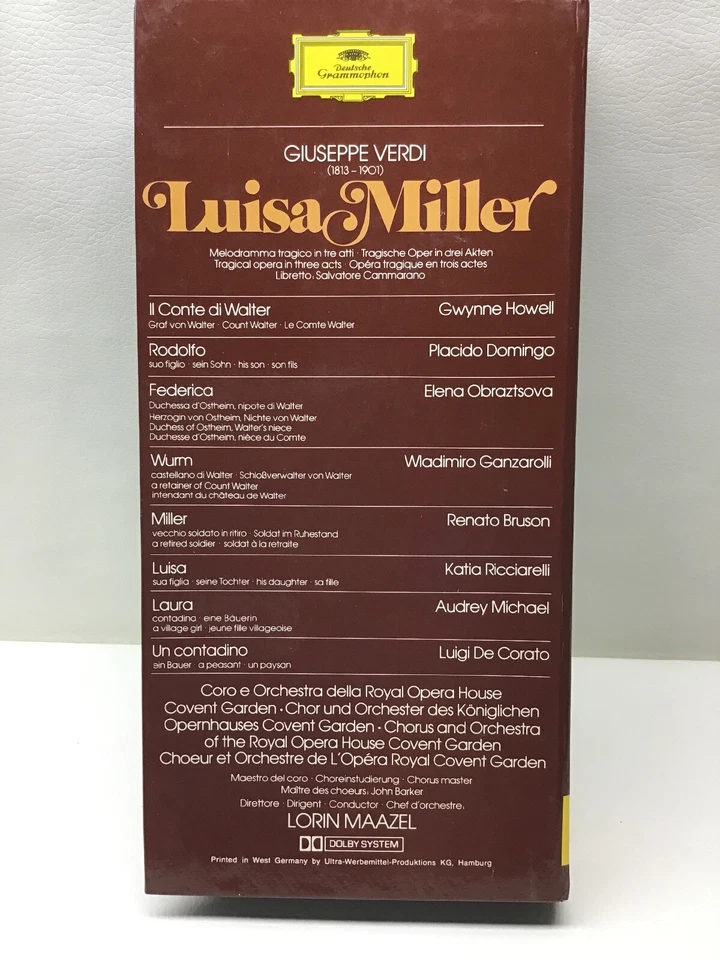 Deutsche
Grammophon
GIUSEPPE VERDI
(1813 – 1901)
Luisa Miller
Melodramma tragico in tre atti · Tragische Oper in drei Akten
Tragical opera in three acts · Opéra tragique en trois actes
Libretto: Salvatore Cammarano
Il Conte di Walter Gwynne Howell
Graf von Walter · Count Walter · Le Comte Walter
Rodolfo Placido Domingo
suo figlio · sein Sohn · his son · son fils
Federica Elena Obraztsova
Duchessa d'Ostheim, nipote di Walter
Herzogin von Ostheim, Nichte von Walter
Duchess of Ostheim, Walter's niece
Duchesse d'Ostheim, nièce du Comte
Wurm Wladimiro Ganzarolli
castellano di Walter · Schloßverwalter von Walter
a retainer of Count Walter
intendant du château de Walter
Miller Renato Bruson
vecchio soldato in ritiro · Soldat im Ruhestand
a retired soldier · soldat à la retraite
Luisa Katia Ricciarelli
sua figlia · seine Tochter · his daughter · sa fille
Laura Audrey Michael
contadina · eine Bäuerin
a village girl · jeune fille villageoise
Un contadino Luigi De Corato
ein Bauer · a peasant · un paysan
Coro e Orchestra della Royal Opera House
Covent Garden · Chor und Orchester des Königlichen
Opernhauses Covent Garden · Chorus and Orchestra
of the Royal Opera House Covent Garden
Choeur et Orchestre de L'Opéra Royal Covent Garden
Maestro del coro · Choreinstudierung · Chorus master
Maître des choeurs: John Barker
Direttore · Dirigent · Conductor · Chef d'orchestre:
LORIN MAAZEL
DOLBY SYSTEM
Printed in West Germany by Ultra-Werbemittel-Produktions KG, Hamburg